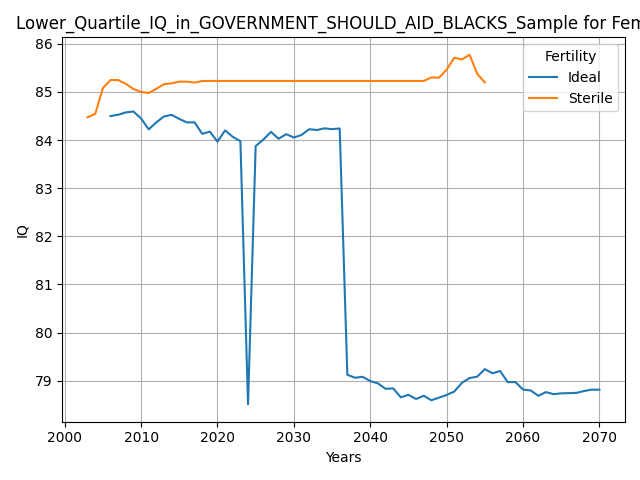 Lower_Quartile_IQ_in_GOVERNMENT_SHOULD_AID_BLACKS_Sample for Fem
86
85
84
83
82
81
80
79
IQ
Fertility
Ideal
Sterile
2000 2010 2020 2030 2040 2050 2060 2070
Years